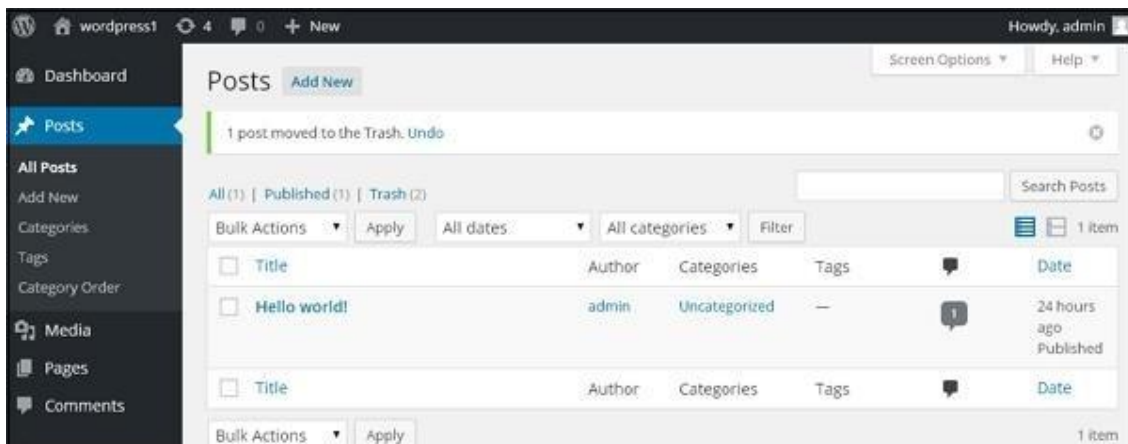 wordpress1 4 0 + New Howdy, admin
Screen Options Help
Dashboard
Posts
All Posts
Add New
Categories
Tags
Category Order
Media
Pages
Comments
Posts Add New
1 post moved to the Trash. Undo
All (1) | Published (1) | Trash (2)
Search Posts
Bulk Actions Apply All dates All categories Filter 1 item
Title Author Categories Tags Date
Hello world! admin Uncategorized — 1 24 hours
ago
Published
Title Author Categories Tags Date
Bulk Actions Apply 1 item